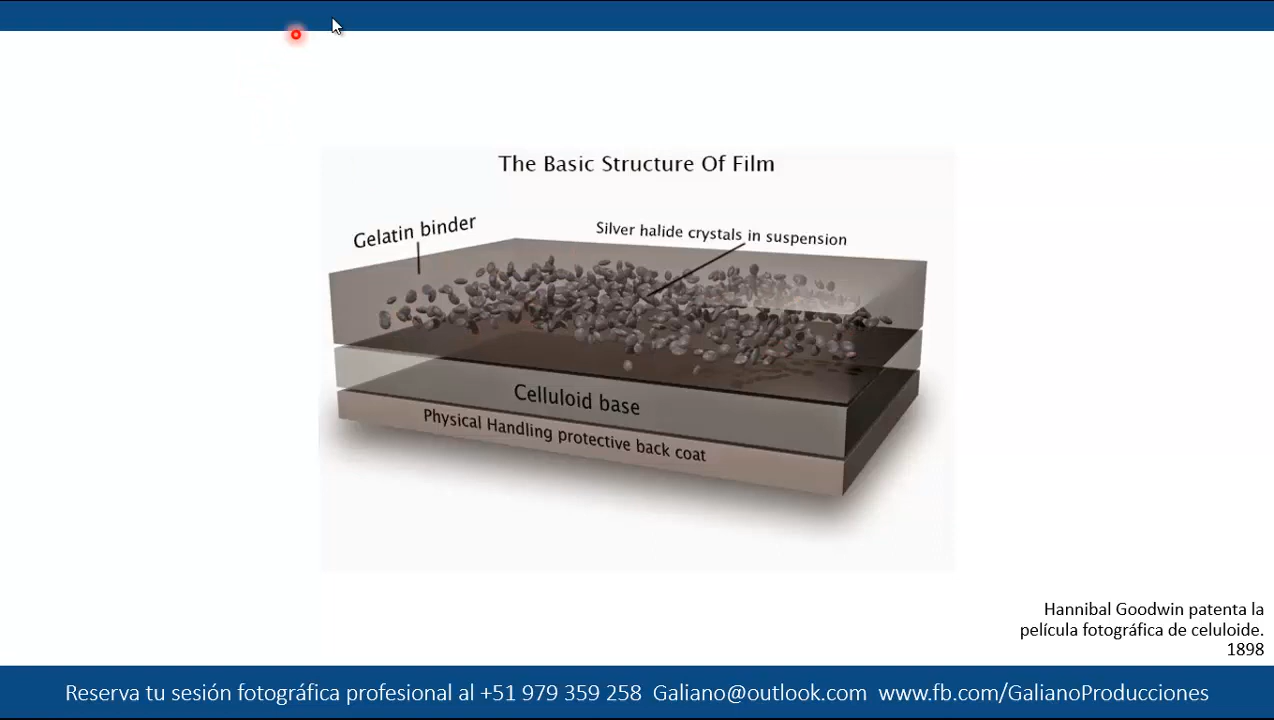 The Basic Structure Of Film
Gelatin binder
Silver halide crystals in suspension
Celluloid base
Physical Handling protective back coat
Hannibal Goodwin patenta la
película fotográfica de celuloide.
1898
Reserva tu sesión fotográfica profesional al +51 979 359 258 Galiano@outlook.com www.fb.com/GalianoProducciones